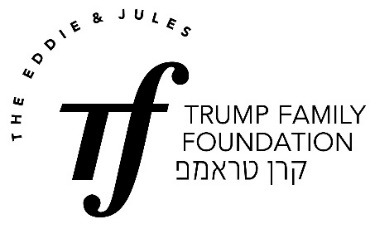 THE EDDIE & JULES
TRUMP FAMILY
FOUNDATION
קרן טראמפ